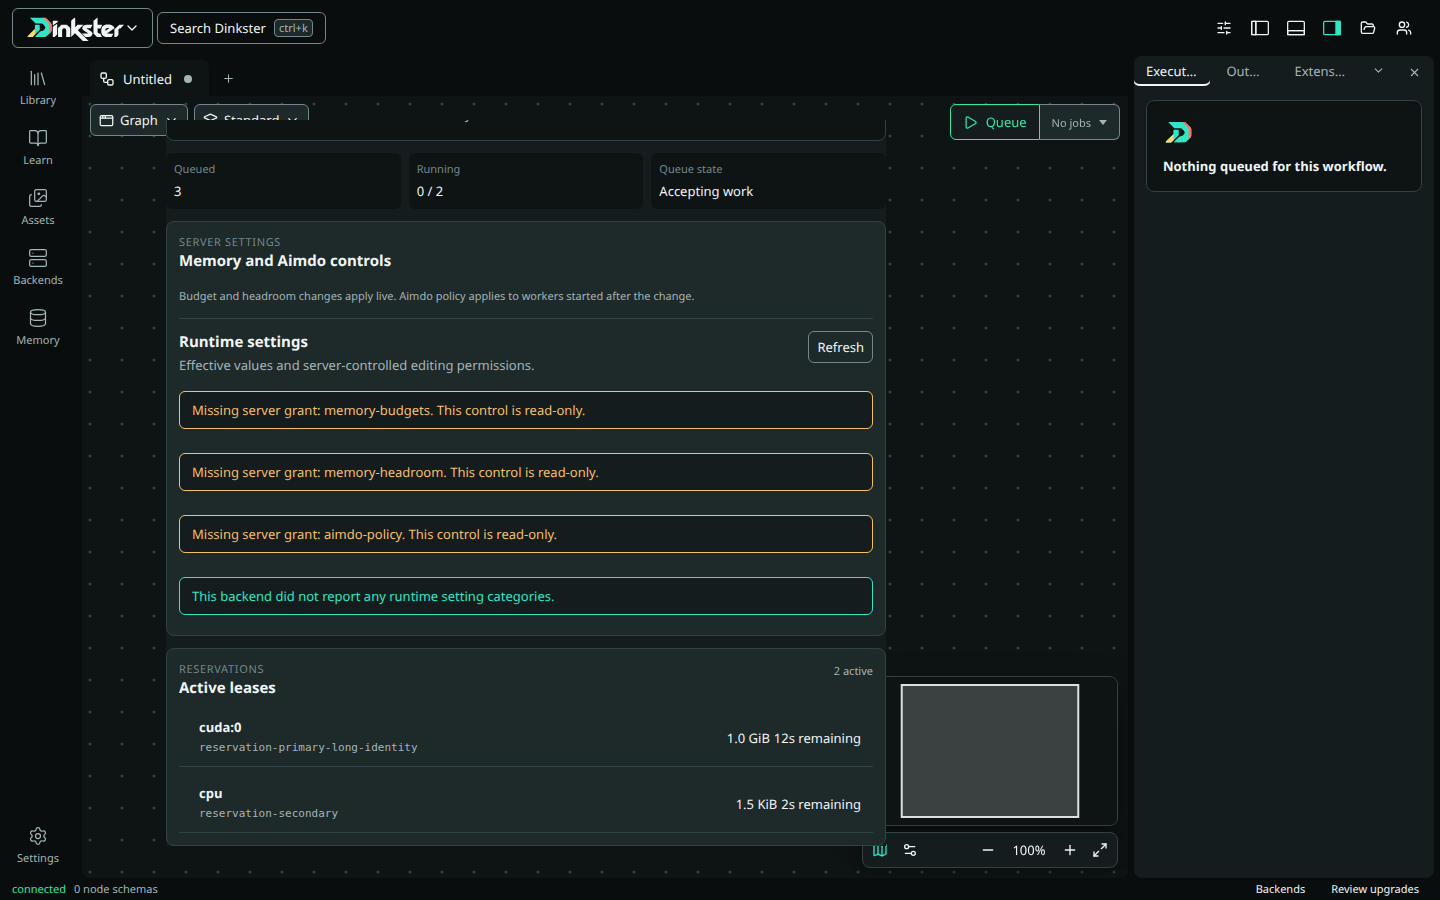 Dinkster
Search Dinkster ctrl+k
Library
Learn
Assets
Backends
Memory
Settings
Untitled
Graph
Standard
Queue
No jobs
Queued
3
Running
0 / 2
Queue state
Accepting work
SERVER SETTINGS
Memory and Aimdo controls
Budget and headroom changes apply live. Aimdo policy applies to workers started after the change.
Runtime settings
Effective values and server-controlled editing permissions.
Refresh
Missing server grant: memory-budgets. This control is read-only.
Missing server grant: memory-headroom. This control is read-only.
Missing server grant: aimdo-policy. This control is read-only.
This backend did not report any runtime setting categories.
RESERVATIONS
2 active
Active leases
cuda:0
reservation-primary-long-identity
1.0 GiB 12s remaining
cpu
reservation-secondary
1.5 KiB 2s remaining
100%
Execut...
Out...
Extens...
Nothing queued for this workflow.
connected
0 node schemas
Backends
Review upgrades